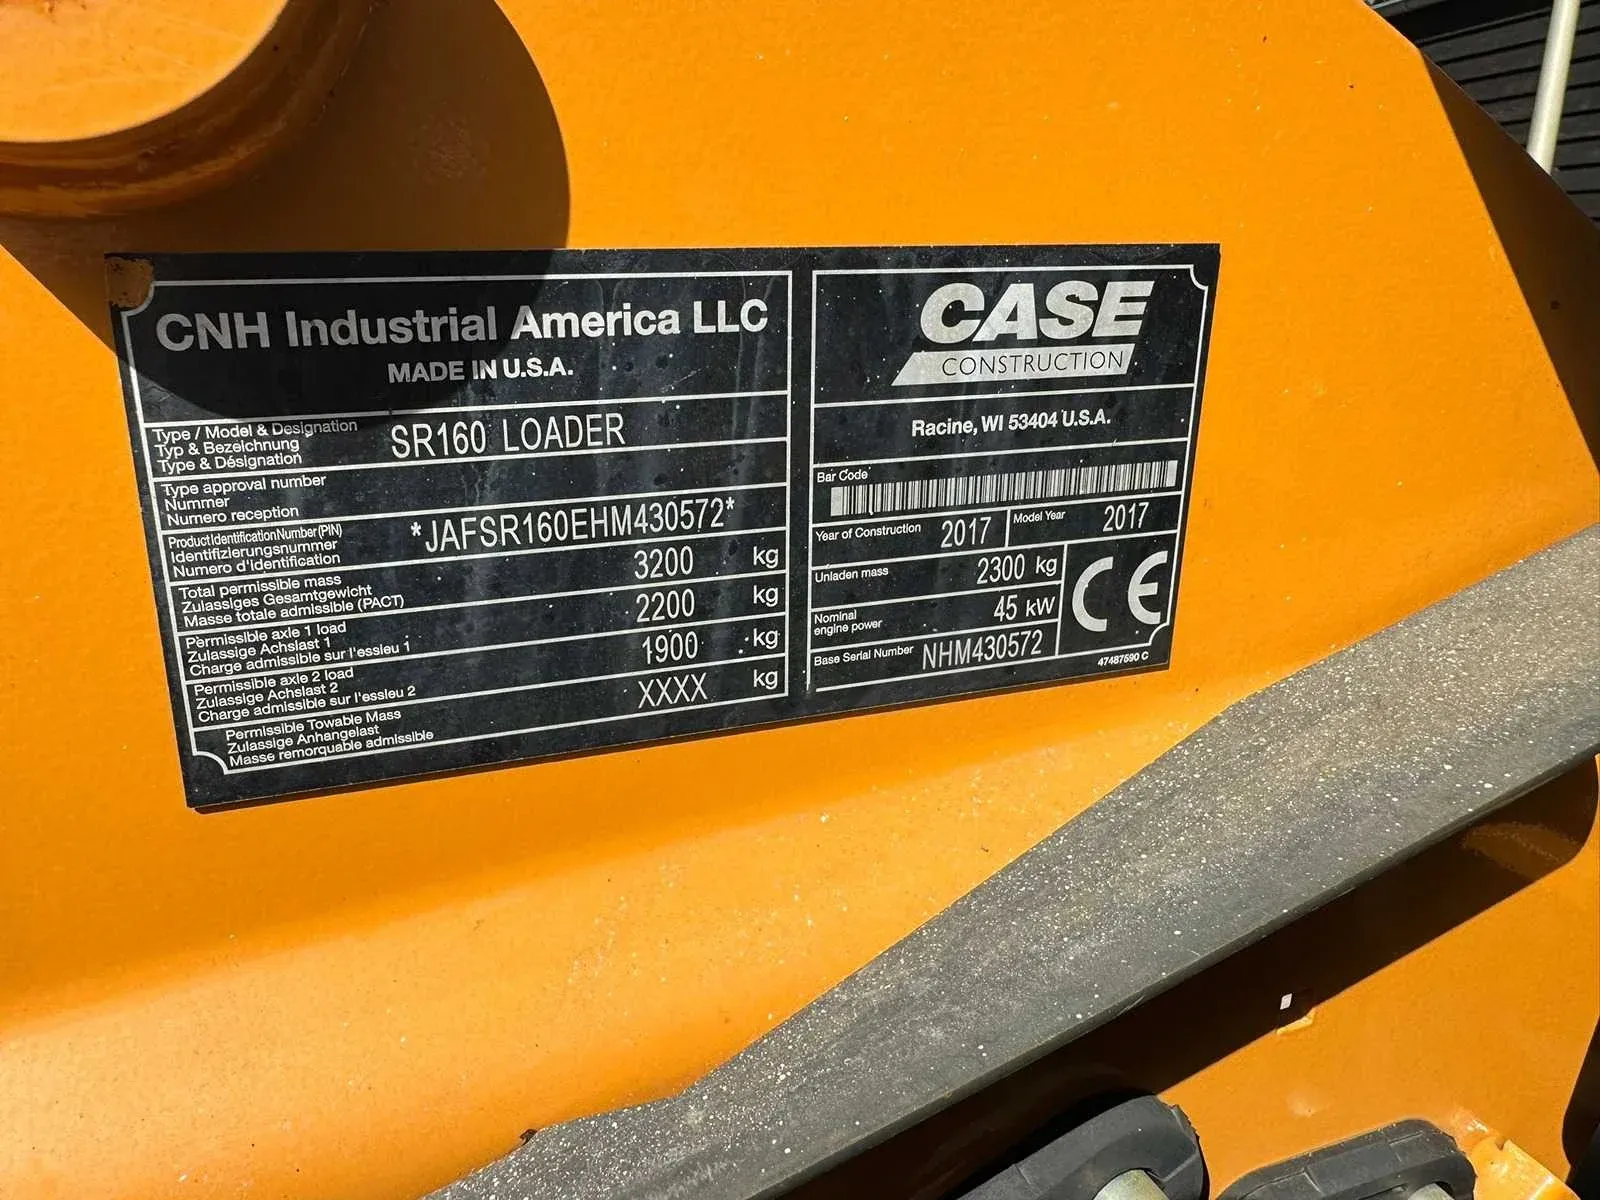 CNH Industrial America LLC
MADE IN U.S.A.
Type / Model & Designation
Typ & Bezeichnung
Type & Désignation
SR160 LOADER
Type approval number
Nummer
Numero reception
Product Identification Number (PIN)
Identifizierungsnummer
Numero d'Identification
*JAFSR160EHM430572*
Total permissible mass
Zulassiges Gesamtgewicht
Masse totale admissible (PACT)
3200 kg
Permissible axle 1 load
Zulassige Achslast 1
Charge admissible sur l'essieu 1
2200 kg
Permissible axle 2 load
Zulassige Achslast 2
Charge admissible sur l'essieu 2
1900 kg
Permissible Towable Mass
Zulassige Anhangelast
Masse remorquable admissible
XXXX kg
CASE
CONSTRUCTION
Racine, WI 53404 U.S.A.
Bar Code
Year of Construction 2017 Model Year 2017
Unladen mass 2300 kg
Nominal
engine power
45 kW
CE
Base Serial Number NHM430572
47487590 C